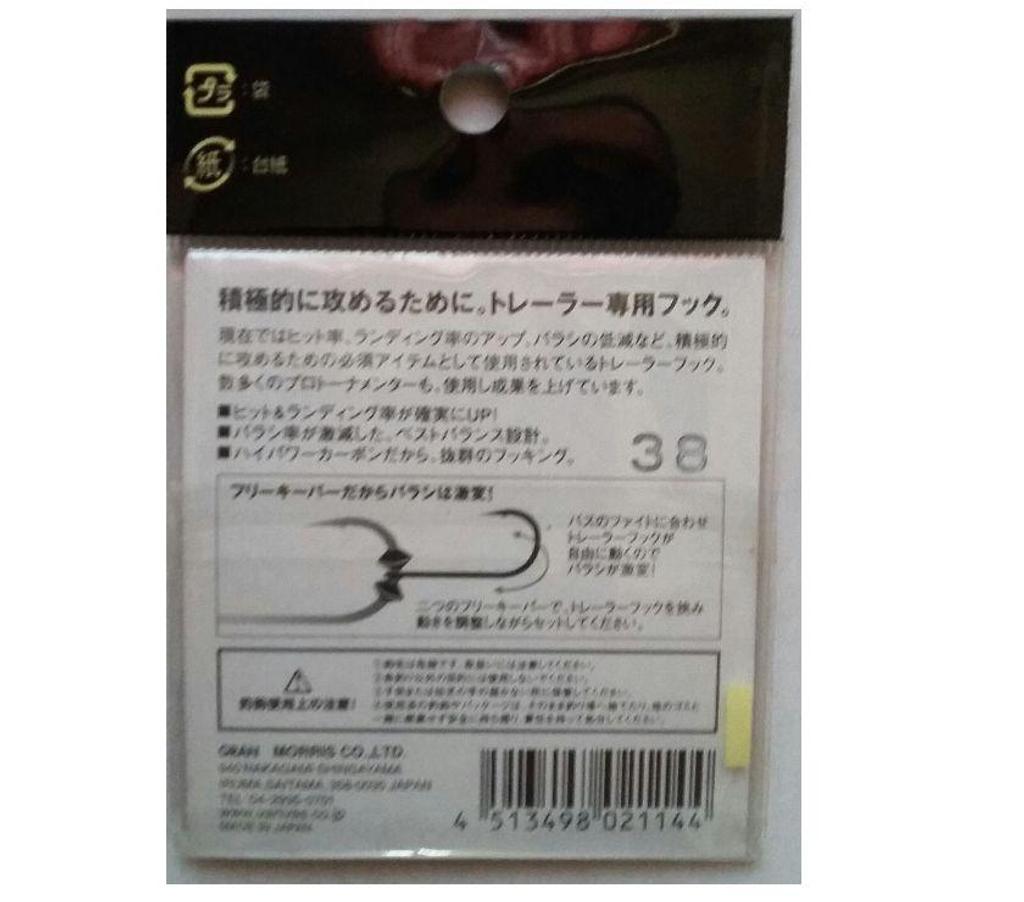 プラ : 袋
紙 : 台紙
積極的に攻めるために。トレーラー専用フック。
現在ではヒット率、ランディング率のアップ、バラシの低減など、積極的
に攻めるための必須アイテムとして使用されているトレーラーフック。
数多くのプロトーナメンターも、使用し成果を上げています。
■ヒット&ランディング率が確実にUP!
■バラシ率が激減した、ベストバランス設計。
■ハイパワーカーボンだから、抜群のフッキング。
38
フリーキーパーだからバラシは激変!
バスのファイトに合わせ
トレーラーフックが
自由に動くので
バラシが激変!
二つのフリーキーパーで、トレーラーフックを挟み
動きを調整しながらセットしてください。
釣鈎使用上の注意!
MORRIS CO.,LTD.
940 NAKAGAMI SHINDAYAMA
IRUMA, SAITAMA, JAPAN
TEL
MADE IN JAPAN
4 513498 021144